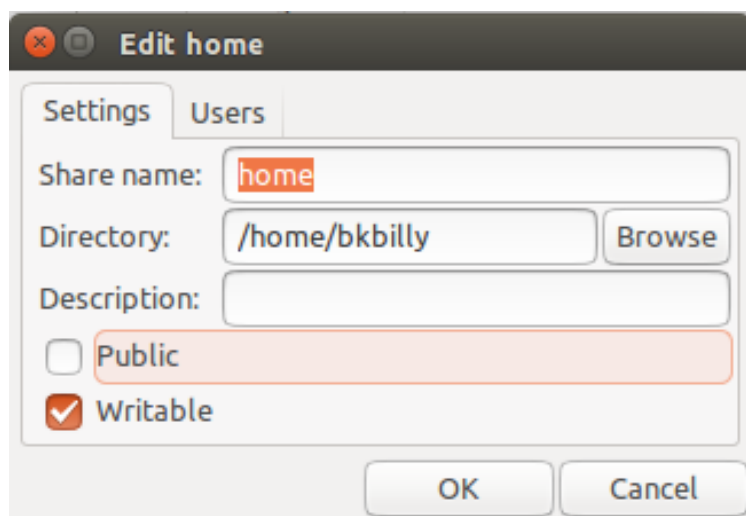 Edit home
Settings Users
Share name: home
Directory: /home/bkbilly Browse
Description:
Public
Writable
OK Cancel